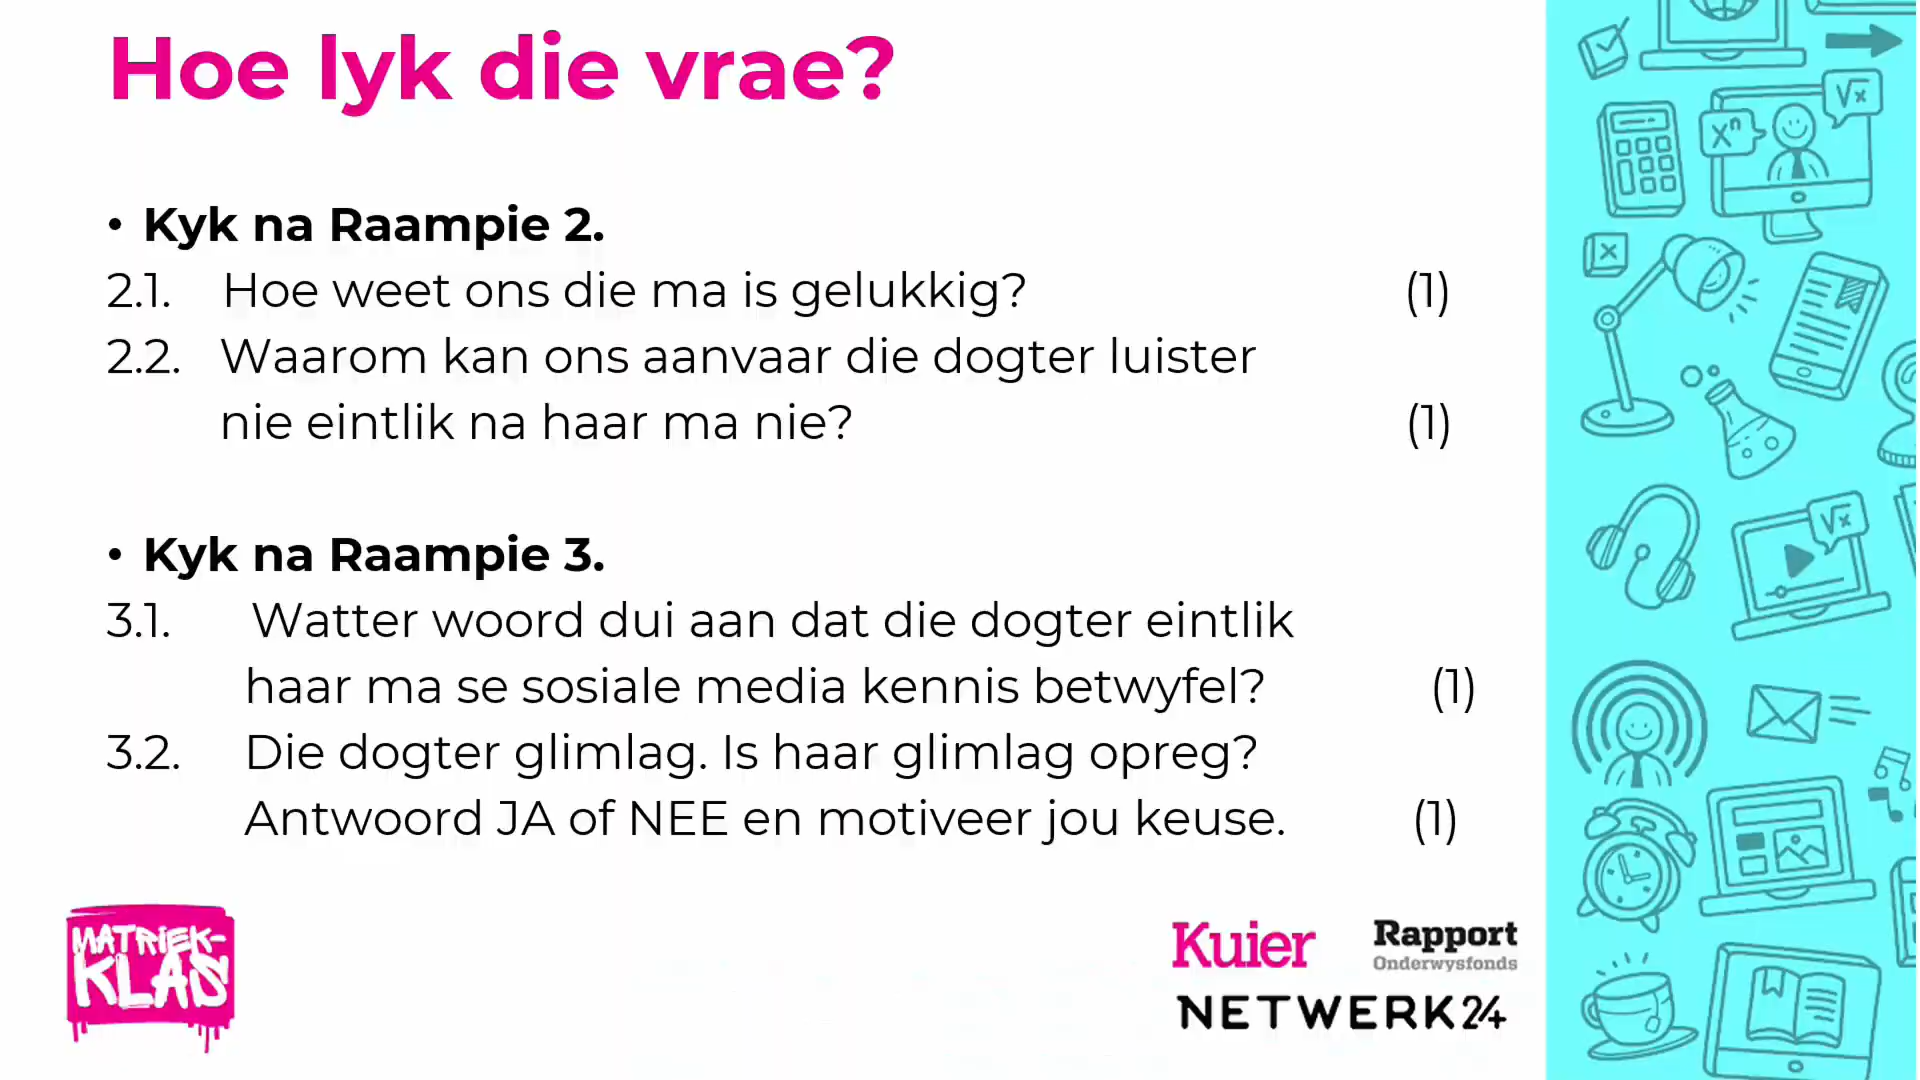 Hoe lyk die vrae?
• Kyk na Raampie 2.
2.1. Hoe weet ons die ma is gelukkig? (1)
2.2. Waarom kan ons aanvaar die dogter luister
nie eintlik na haar ma nie? (1)
• Kyk na Raampie 3.
3.1. Watter woord dui aan dat die dogter eintlik
haar ma se sosiale media kennis betwyfel? (1)
3.2. Die dogter glimlag. Is haar glimlag opreg?
Antwoord JA of NEE en motiveer jou keuse. (1)
MATRIEK-
KLAS
Kuier
Rapport
Onderwysfonds
NETWERK24
√x
xⁿ
x
√x